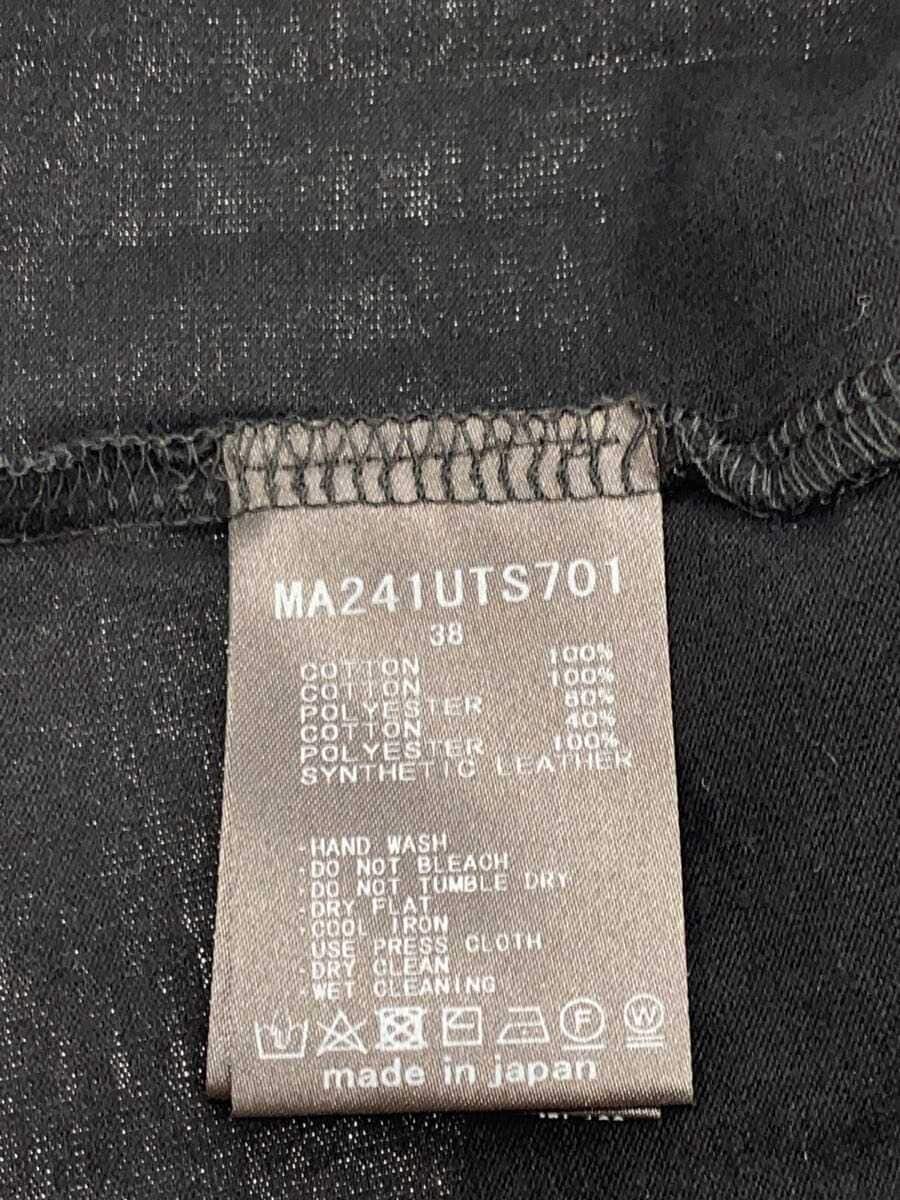 MA241UTS701
38
COTTON 100%
COTTON 100%
POLYESTER 60%
COTTON 40%
POLYESTER 100%
SYNTHETIC LEATHER
·HAND WASH
·DO NOT BLEACH
·DO NOT TUMBLE DRY
·DRY FLAT
·COOL IRON
USE PRESS CLOTH
·DRY CLEAN
·WET CLEANING
F W
made in japan